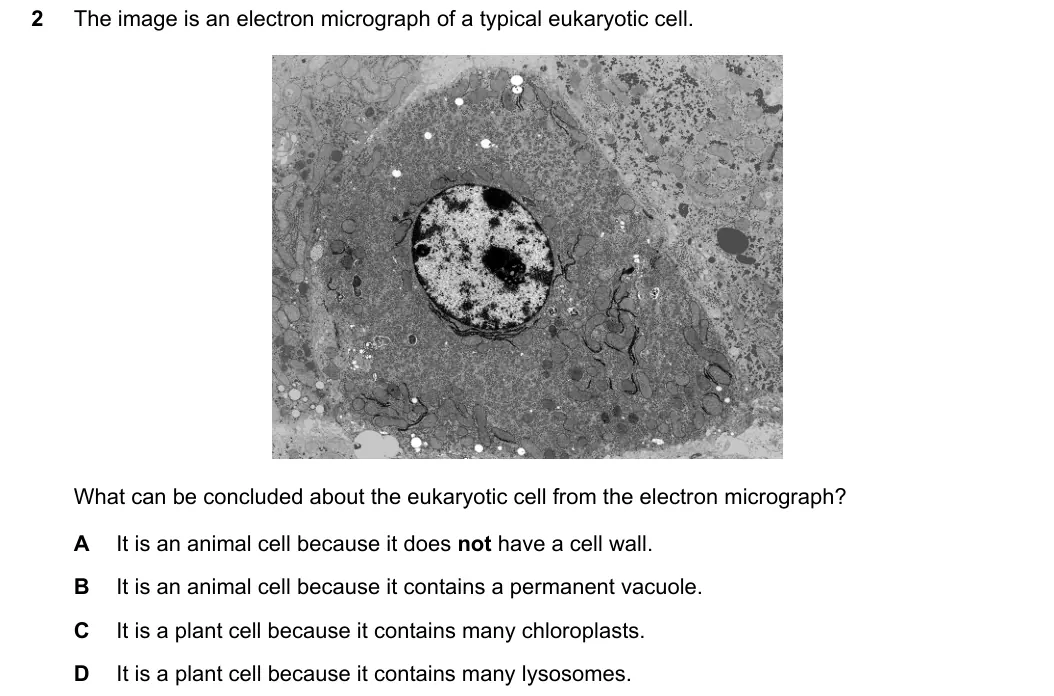 2 The image is an electron micrograph of a typical eukaryotic cell.
What can be concluded about the eukaryotic cell from the electron micrograph?
A It is an animal cell because it does not have a cell wall.
B It is an animal cell because it contains a permanent vacuole.
C It is a plant cell because it contains many chloroplasts.
D It is a plant cell because it contains many lysosomes.